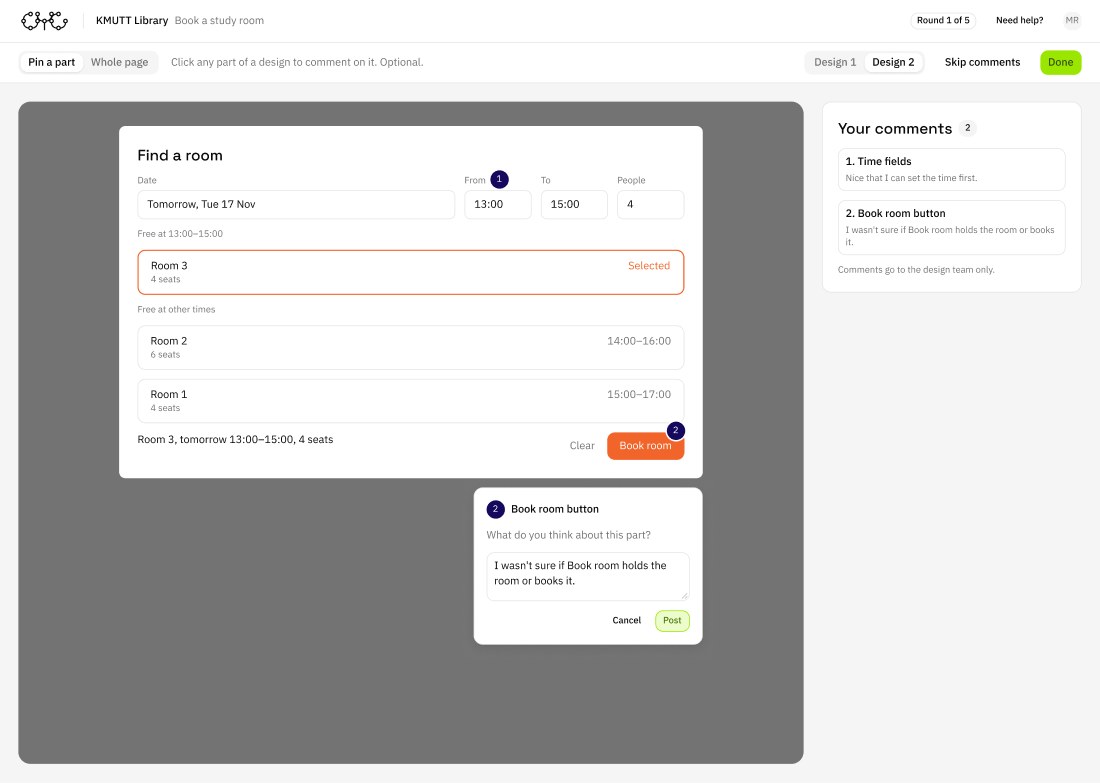 KMUTT Library Book a study room
Round 1 of 5
Need help?
MR
Pin a part
Whole page
Click any part of a design to comment on it. Optional.
Design 1
Design 2
Skip comments
Done
Find a room
Date
From
1
To
People
Tomorrow, Tue 17 Nov
13:00
15:00
4
Free at 13:00–15:00
Room 3
Selected
4 seats
Free at other times
Room 2
14:00–16:00
6 seats
Room 1
15:00–17:00
4 seats
Room 3, tomorrow 13:00–15:00, 4 seats
Clear
Book room
2
2
Book room button
What do you think about this part?
I wasn't sure if Book room holds the
room or books it.
Cancel
Post
Your comments
2
1. Time fields
Nice that I can set the time first.
2. Book room button
I wasn't sure if Book room holds the room or books
it.
Comments go to the design team only.